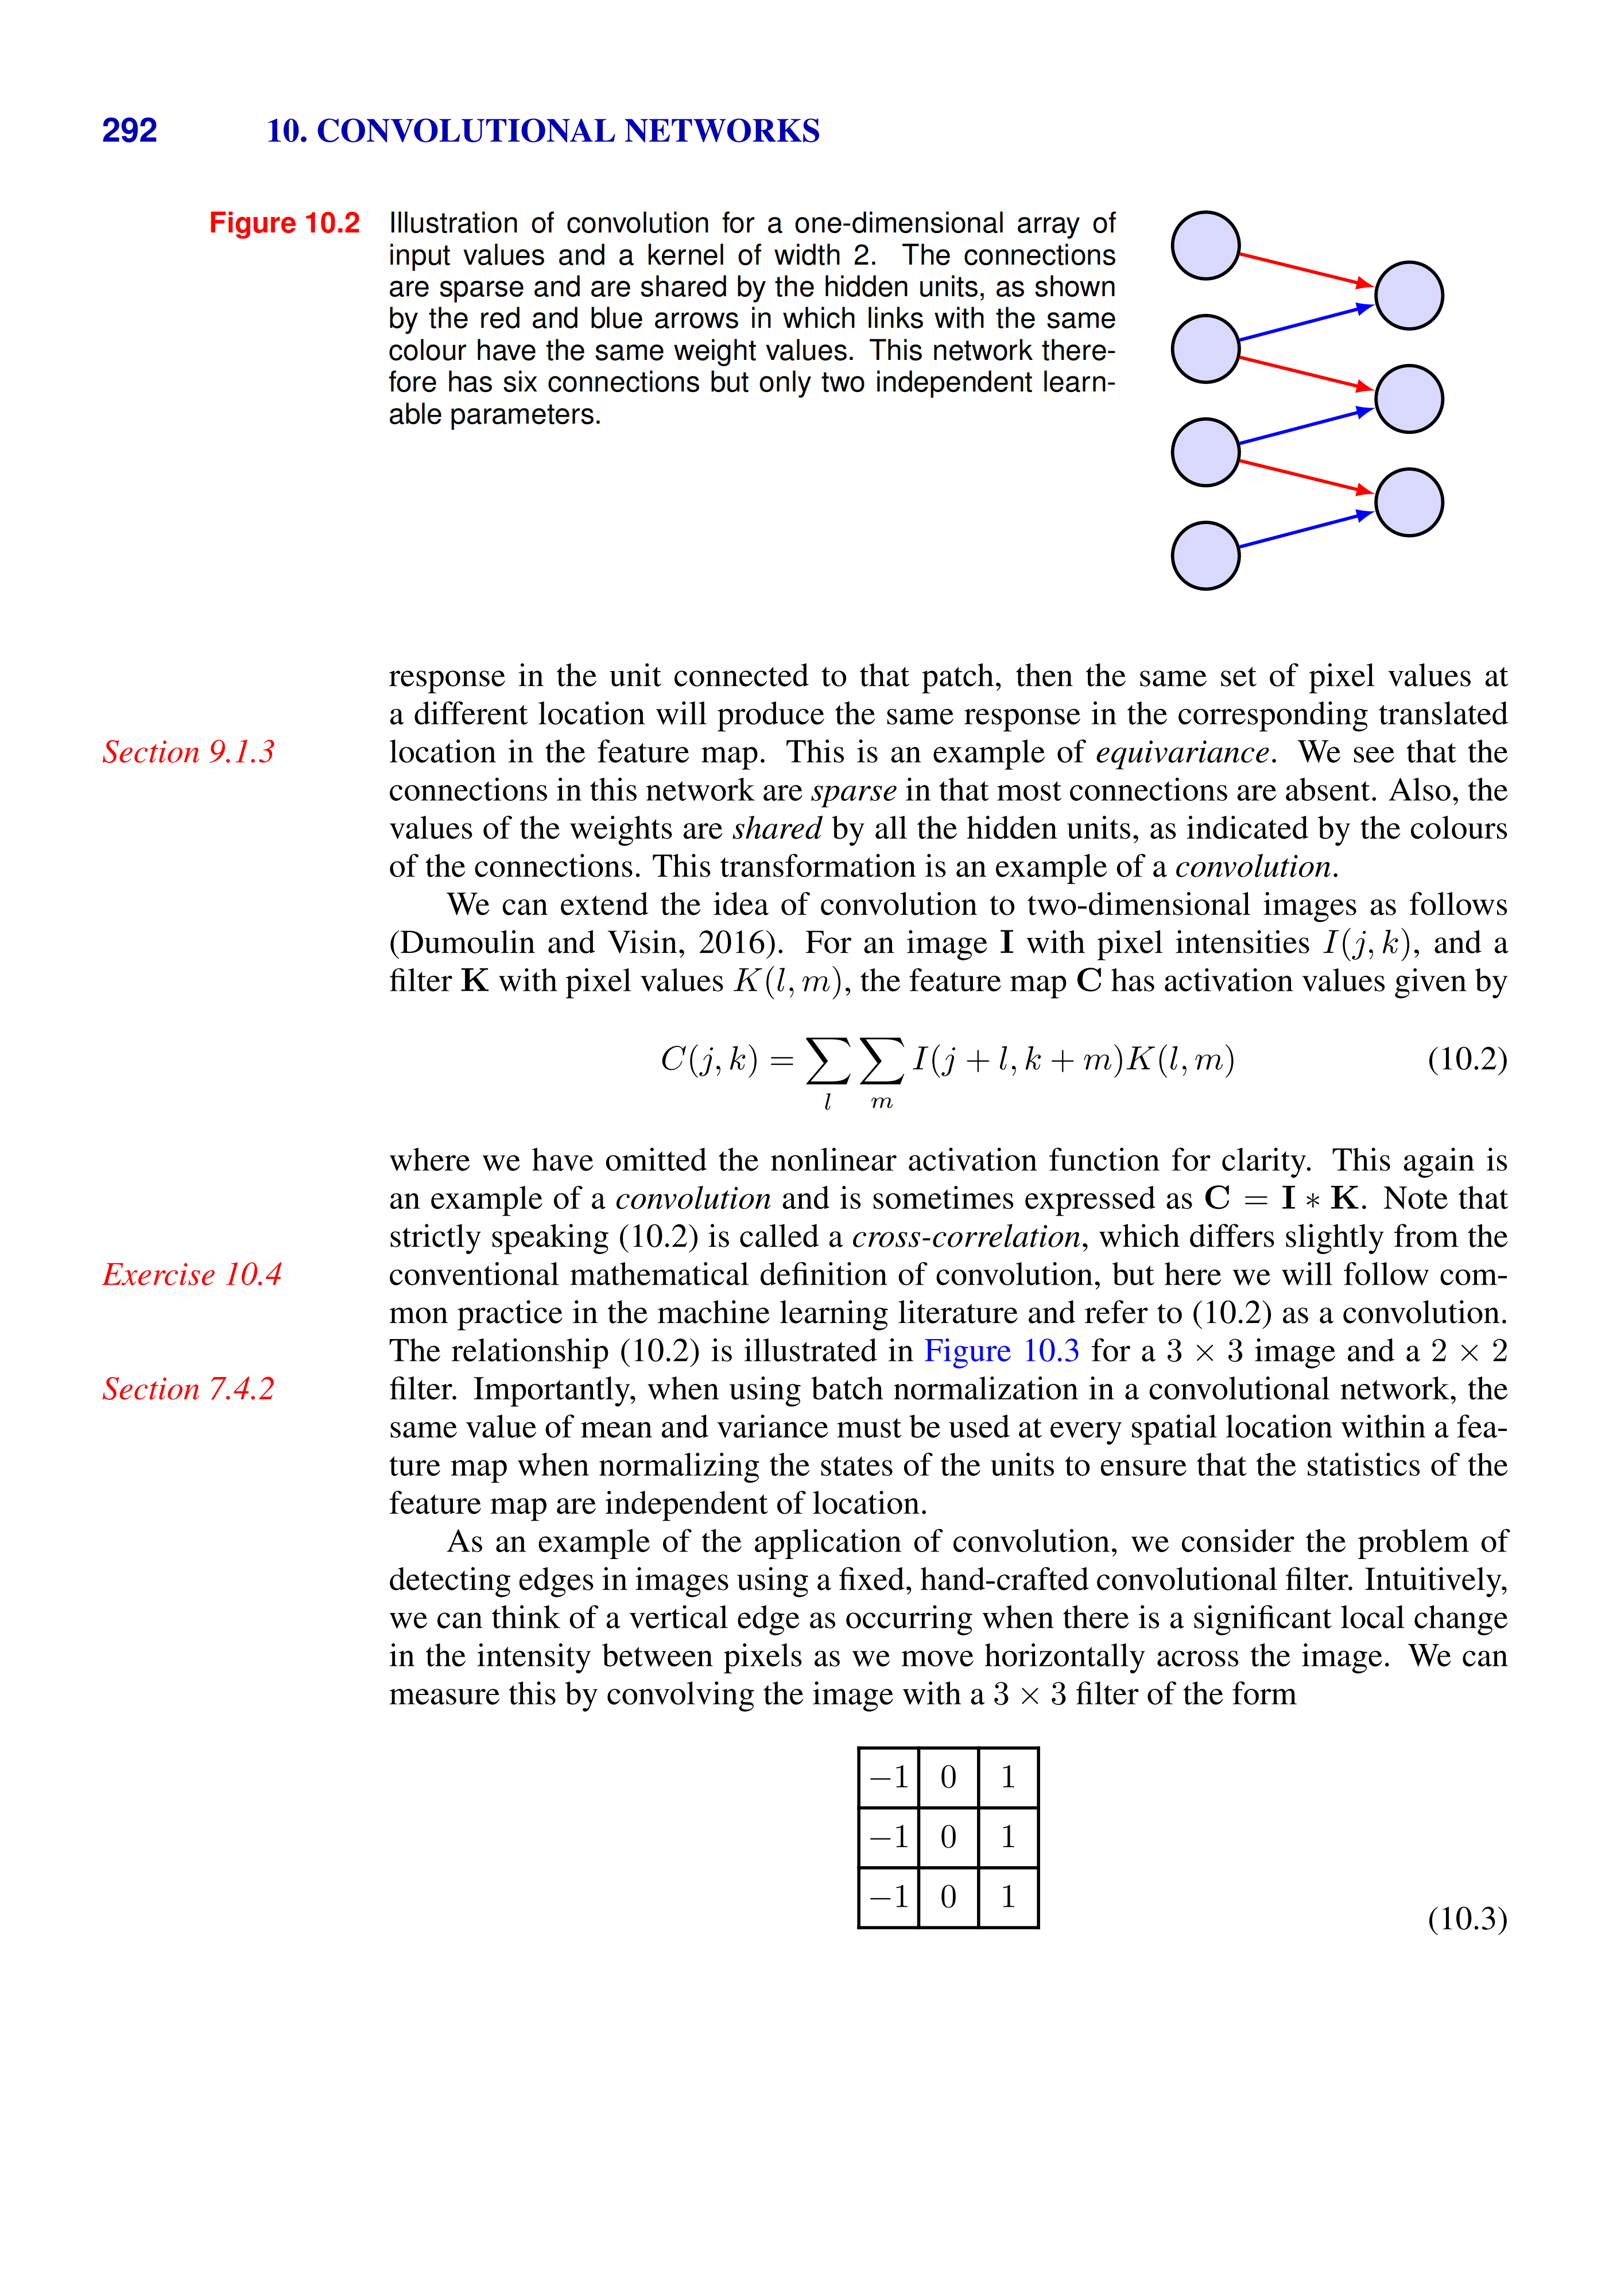 292 10. CONVOLUTIONAL NETWORKS
Figure 10.2 Illustration of convolution for a one-dimensional array of
input values and a kernel of width 2. The connections
are sparse and are shared by the hidden units, as shown
by the red and blue arrows in which links with the same
colour have the same weight values. This network there-
fore has six connections but only two independent learn-
able parameters.
response in the unit connected to that patch, then the same set of pixel values at
a different location will produce the same response in the corresponding translated
Section 9.1.3 location in the feature map. This is an example of equivariance. We see that the
connections in this network are sparse in that most connections are absent. Also, the
values of the weights are shared by all the hidden units, as indicated by the colours
of the connections. This transformation is an example of a convolution.
We can extend the idea of convolution to two-dimensional images as follows
(Dumoulin and Visin, 2016). For an image I with pixel intensities I(j, k), and a
filter K with pixel values K(l, m), the feature map C has activation values given by
C(j, k) = ∑_l ∑_m I(j + l, k + m)K(l, m) (10.2)
where we have omitted the nonlinear activation function for clarity. This again is
an example of a convolution and is sometimes expressed as C = I ∗ K. Note that
strictly speaking (10.2) is called a cross-correlation, which differs slightly from the
Exercise 10.4 conventional mathematical definition of convolution, but here we will follow com-
mon practice in the machine learning literature and refer to (10.2) as a convolution.
The relationship (10.2) is illustrated in Figure 10.3 for a 3 × 3 image and a 2 × 2
Section 7.4.2 filter. Importantly, when using batch normalization in a convolutional network, the
same value of mean and variance must be used at every spatial location within a fea-
ture map when normalizing the states of the units to ensure that the statistics of the
feature map are independent of location.
As an example of the application of convolution, we consider the problem of
detecting edges in images using a fixed, hand-crafted convolutional filter. Intuitively,
we can think of a vertical edge as occurring when there is a significant local change
in the intensity between pixels as we move horizontally across the image. We can
measure this by convolving the image with a 3 × 3 filter of the form
−1 0 1
−1 0 1
−1 0 1
(10.3)